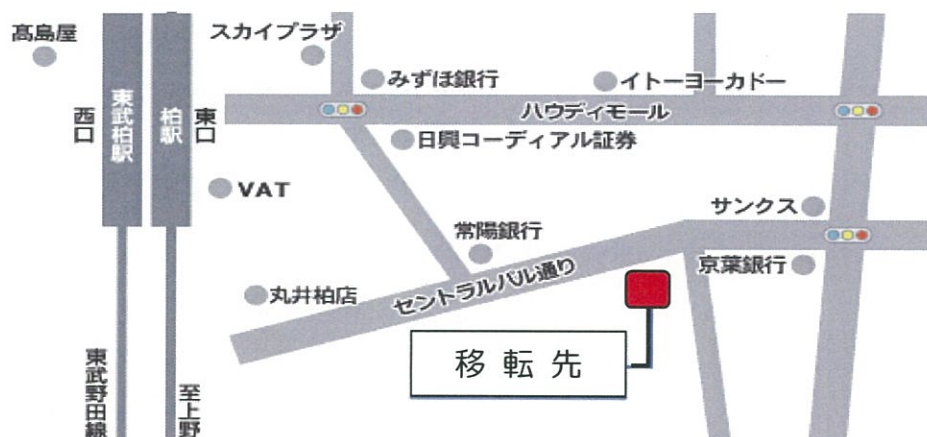 髙島屋
スカイプラザ
みずほ銀行
イトーヨーカドー
西口
東武柏駅
柏駅
東口
ハウディモール
日興コーディアル証券
VAT
サンクス
常陽銀行
京葉銀行
セントラルパル通り
丸井柏店
移転先
東武野田線
至上野